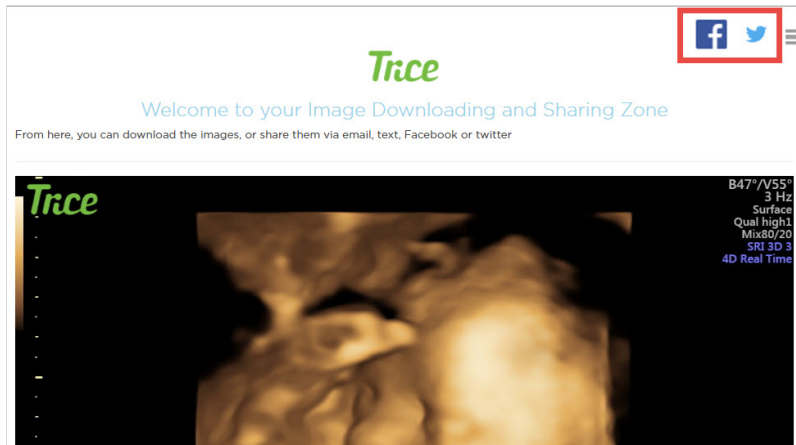 Trice
Welcome to your Image Downloading and Sharing Zone
From here, you can download the images, or share them via email, text, Facebook or twitter
Trice
B47°/V55°
3 Hz
Surface
Qual high1
Mix80/20
SRI 3D 3
4D Real Time